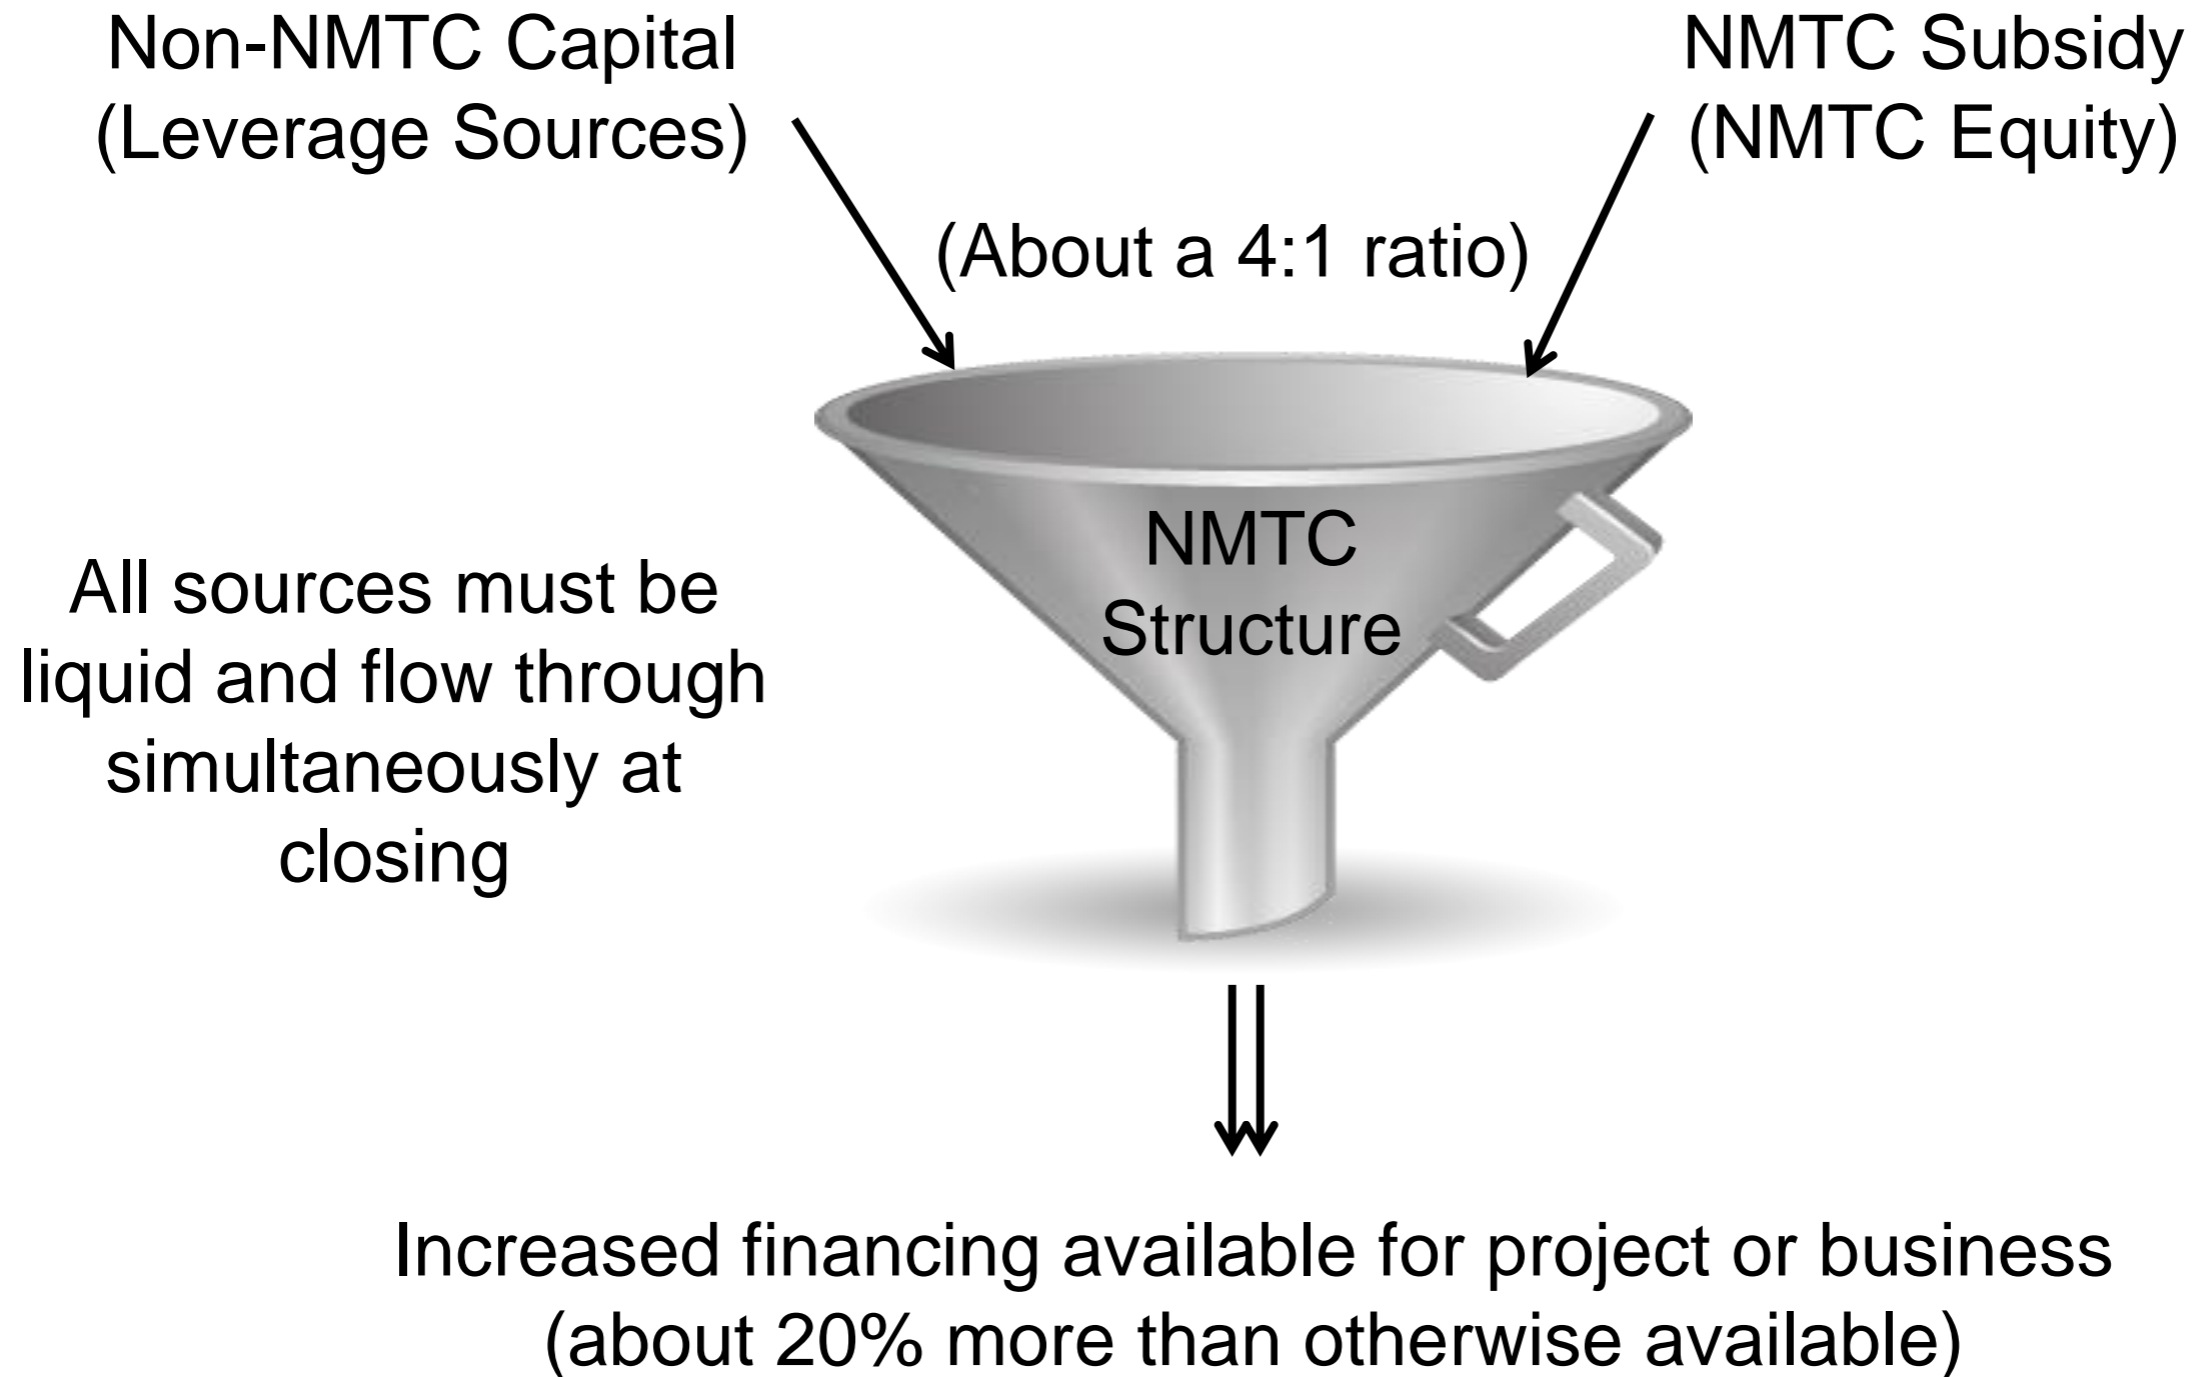 Non-NMTC Capital
(Leverage Sources)
NMTC Subsidy
(NMTC Equity)
(About a 4:1 ratio)
NMTC
Structure
All sources must be
liquid and flow through
simultaneously at
closing
Increased financing available for project or business
(about 20% more than otherwise available)